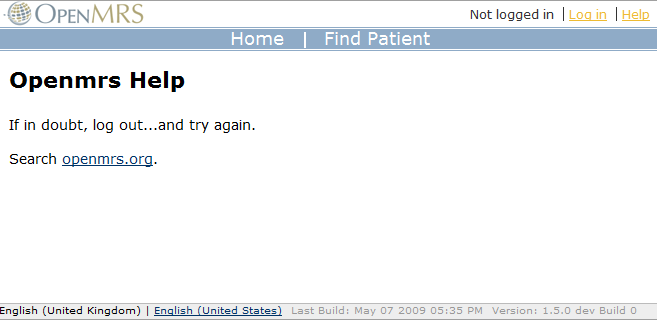 OPENMRS Not logged in | Log in | Help
Home | Find Patient
Openmrs Help
If in doubt, log out...and try again.
Search openmrs.org.
English (United Kingdom) | English (United States) Last Build: May 07 2009 05:35 PM Version: 1.5.0 dev Build 0